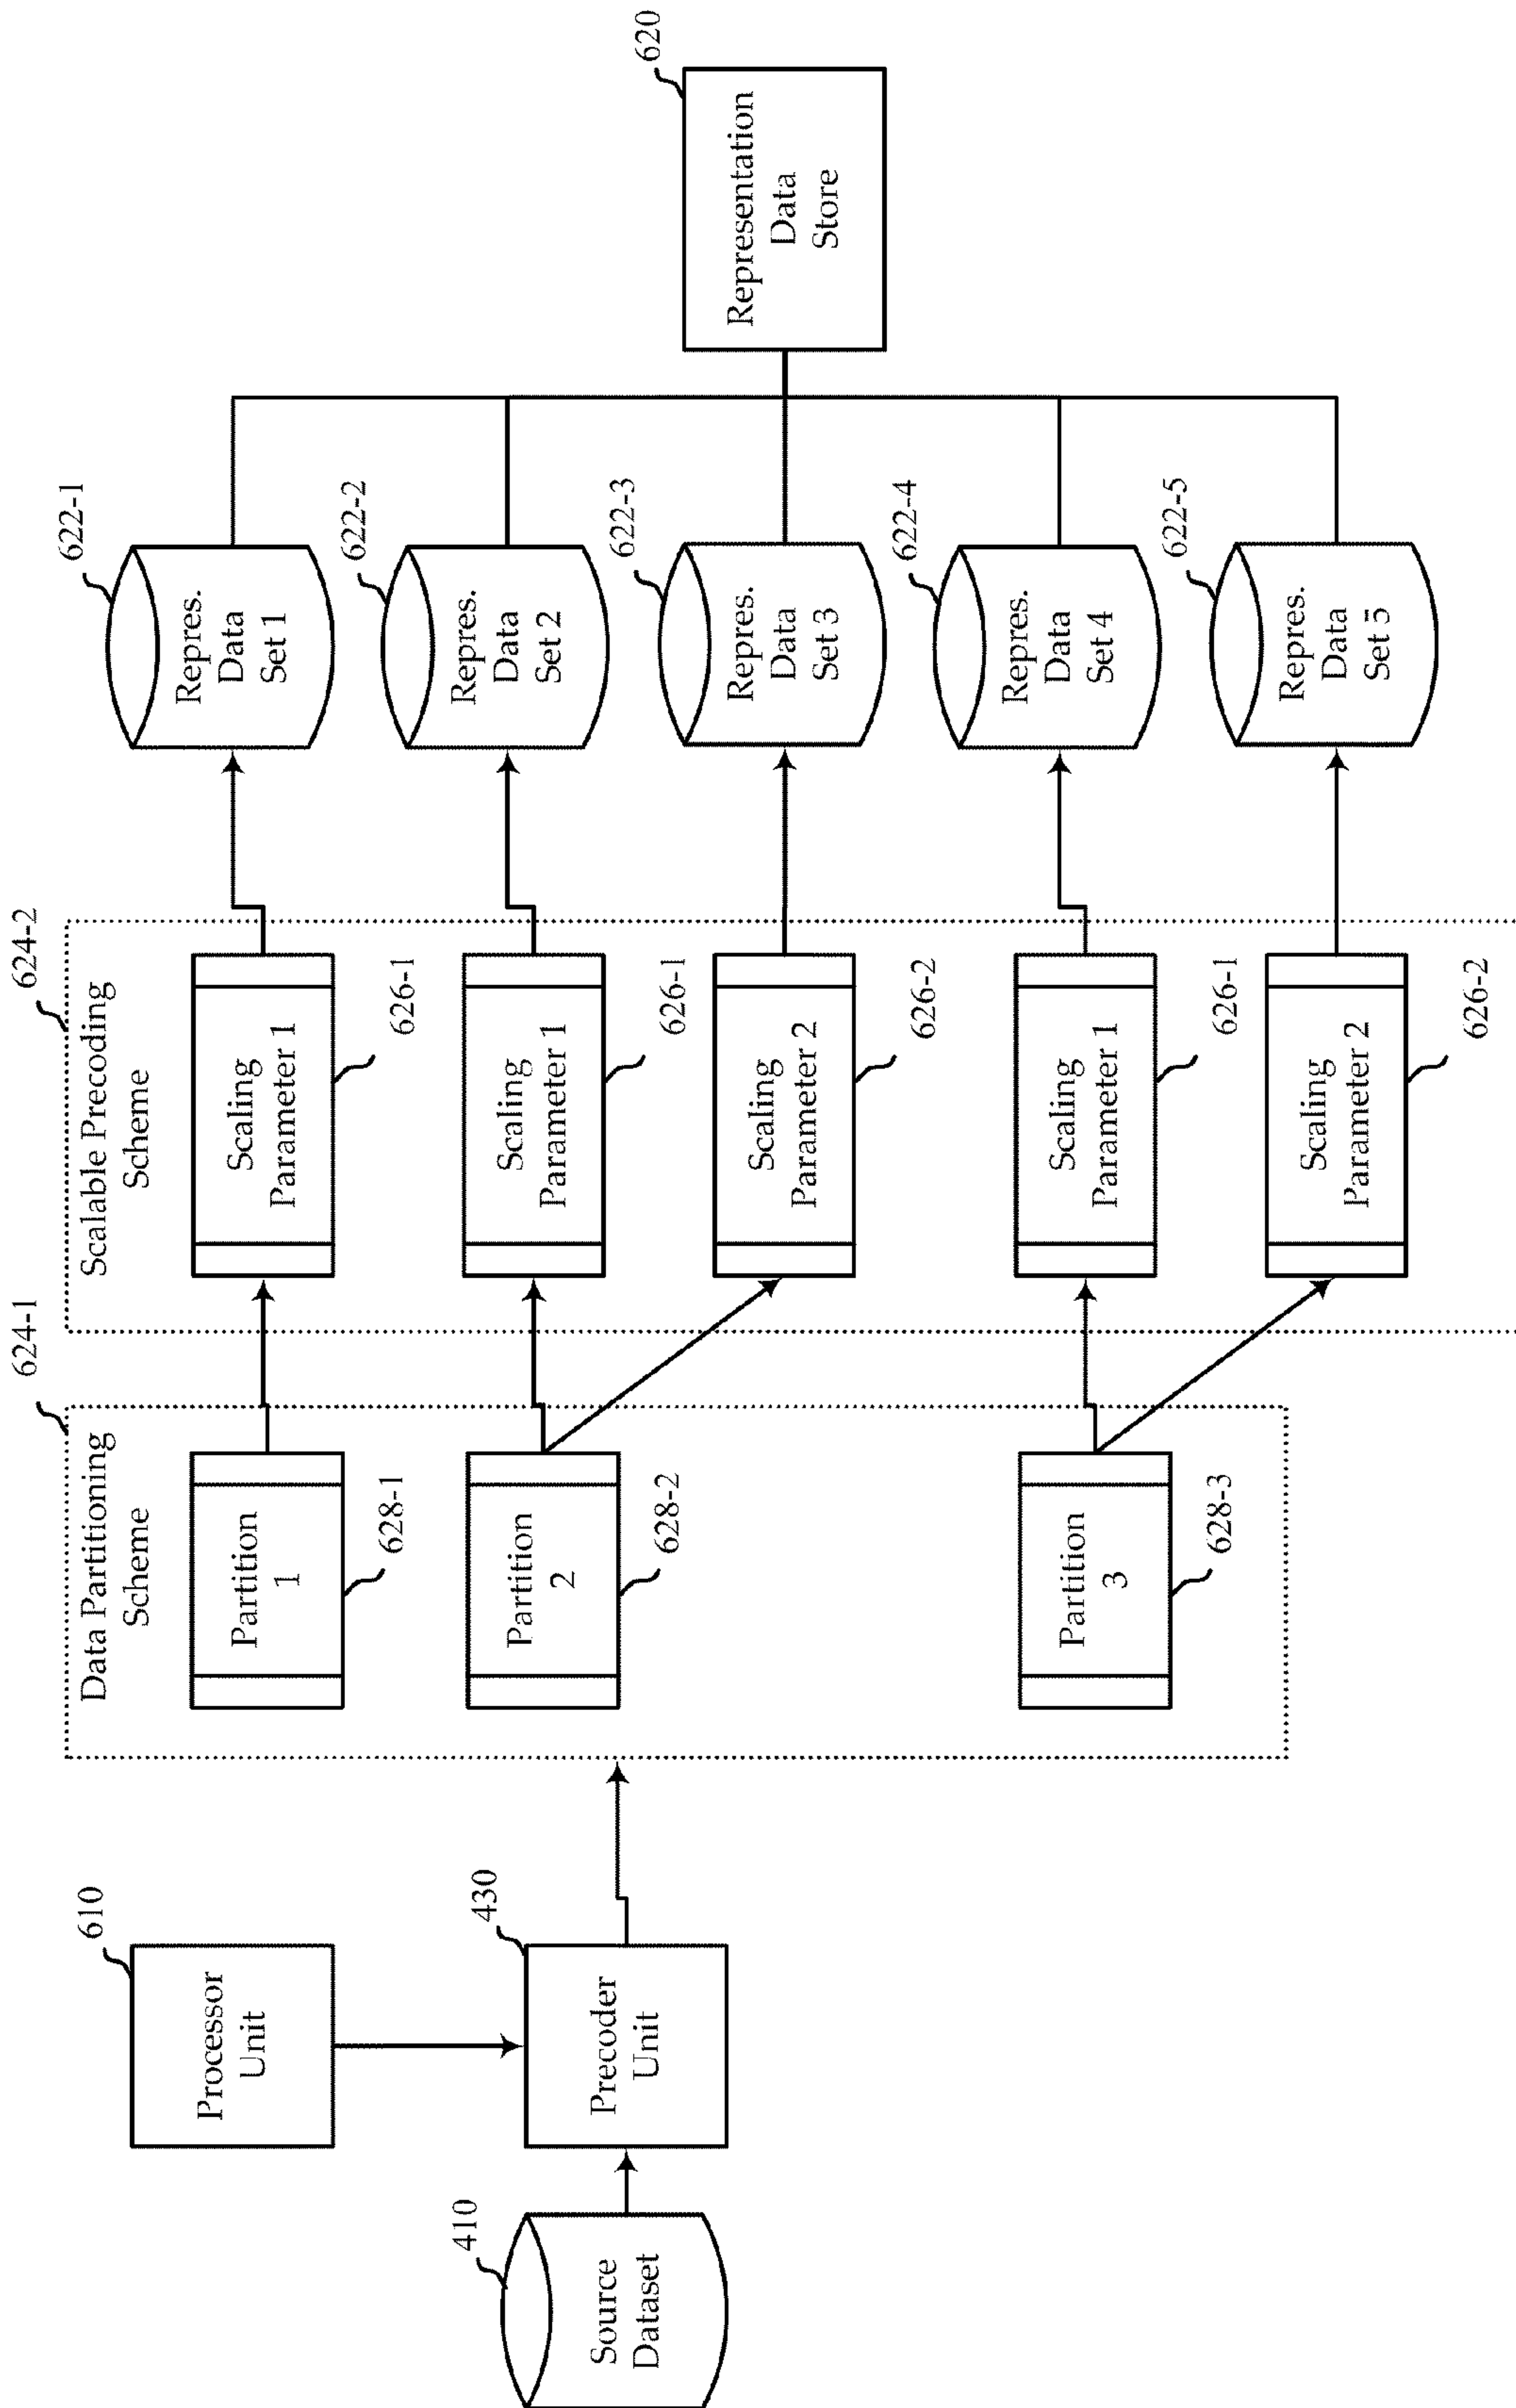 410
Source
Dataset
610
Processor
Unit
430
Precoder
Unit
624-1
Data Partitioning
Scheme
Partition
1
628-1
Partition
2
628-2
Partition
3
628-3
624-2
Scalable Precoding
Scheme
Scaling
Parameter 1
626-1
Scaling
Parameter 1
626-1
Scaling
Parameter 2
626-2
Scaling
Parameter 1
626-1
Scaling
Parameter 2
626-2
622-1
Repres.
Data
Set 1
622-2
Repres.
Data
Set 2
622-3
Repres.
Data
Set 3
622-4
Repres.
Data
Set 4
622-5
Repres.
Data
Set 5
620
Representation
Data
Store